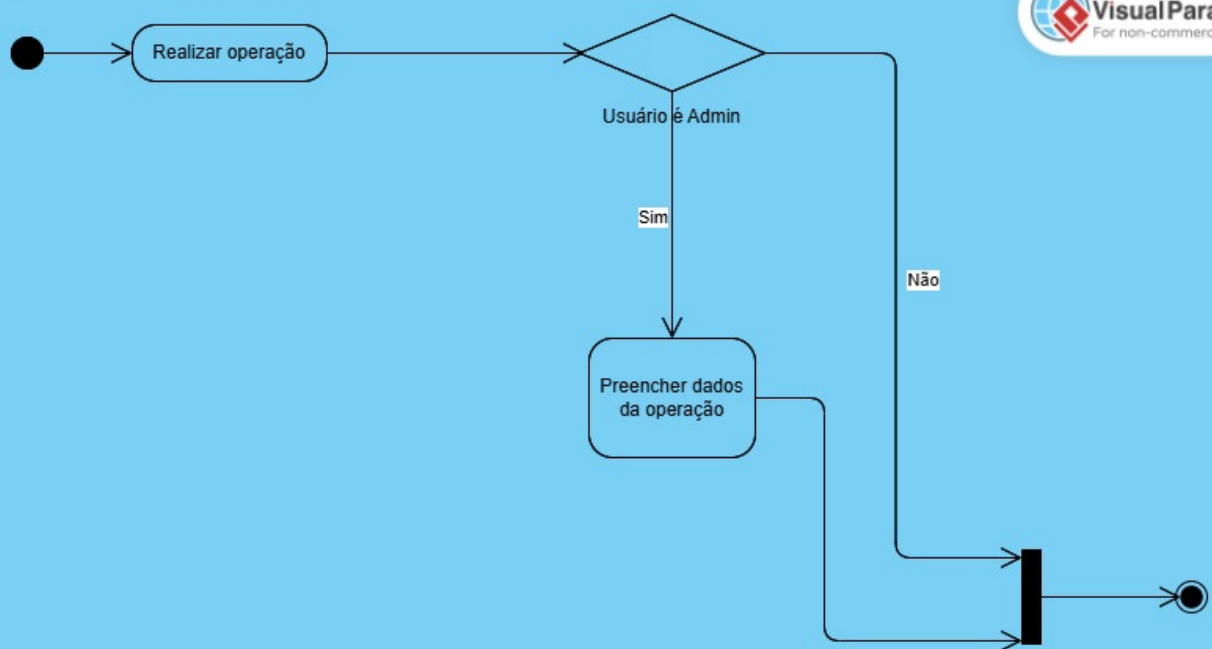 Visual Para
For non-commerc
Realizar operação
Usuário é Admin
Sim
Não
Preencher dados
da operação